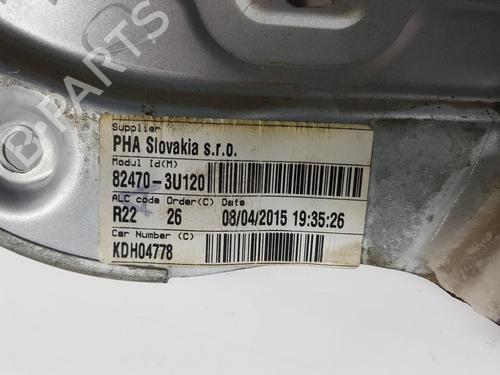 B-PARTS
Supplier
PHA Slovakia s.r.o.
Modul Id(M)
82470-3U120
ALC code Order(C) Date
R22 26 08/04/2015 19:35:26
Car Number (C)
KDH04778
B-PARTS